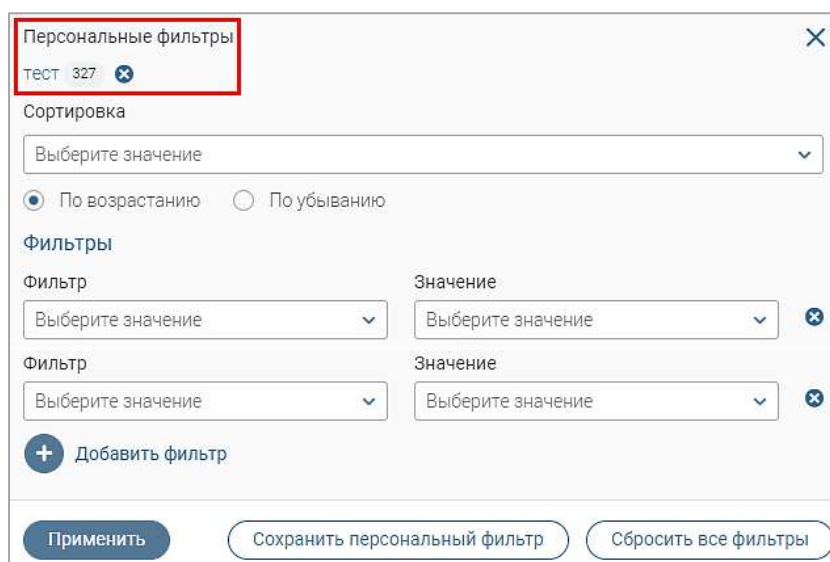 Персональные фильтры
тест 327
Сортировка
Выберите значение
По возрастанию По убыванию
Фильтры
Фильтр Значение
Выберите значение Выберите значение
Фильтр Значение
Выберите значение Выберите значение
Добавить фильтр
Применить Сохранить персональный фильтр Сбросить все фильтры